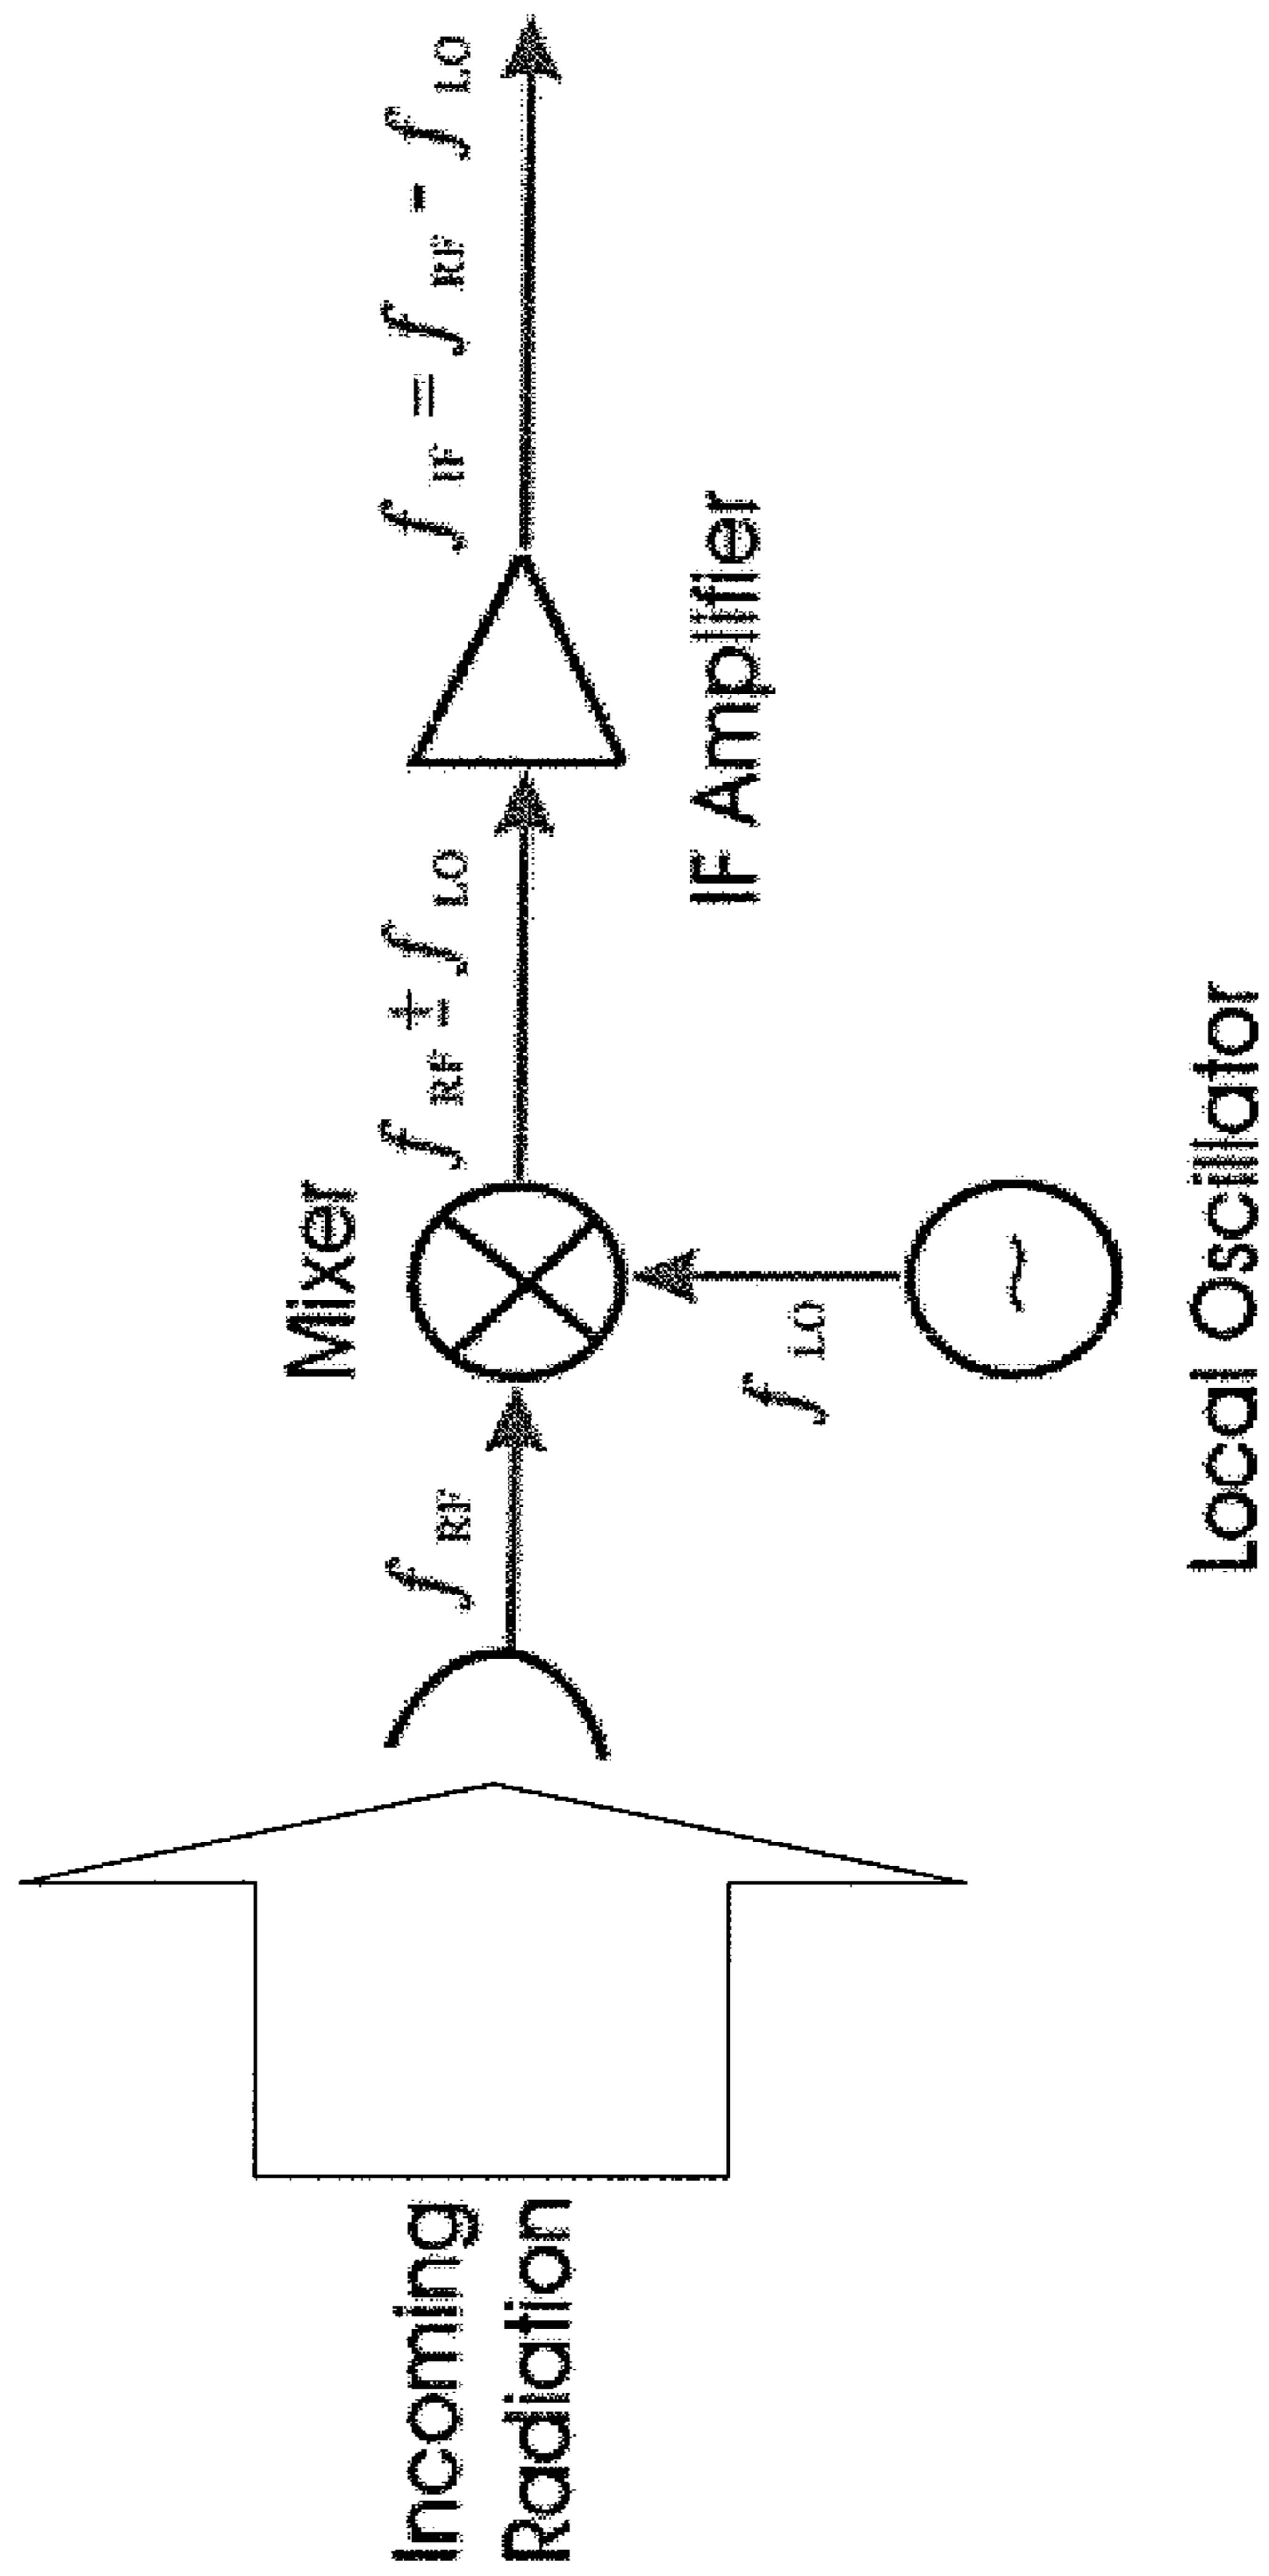 Incoming
Radiation
f RF
Mixer
f RF ± f LO
f IF = f RF - f LO
f LO
IF Amplifier
Local Oscillator